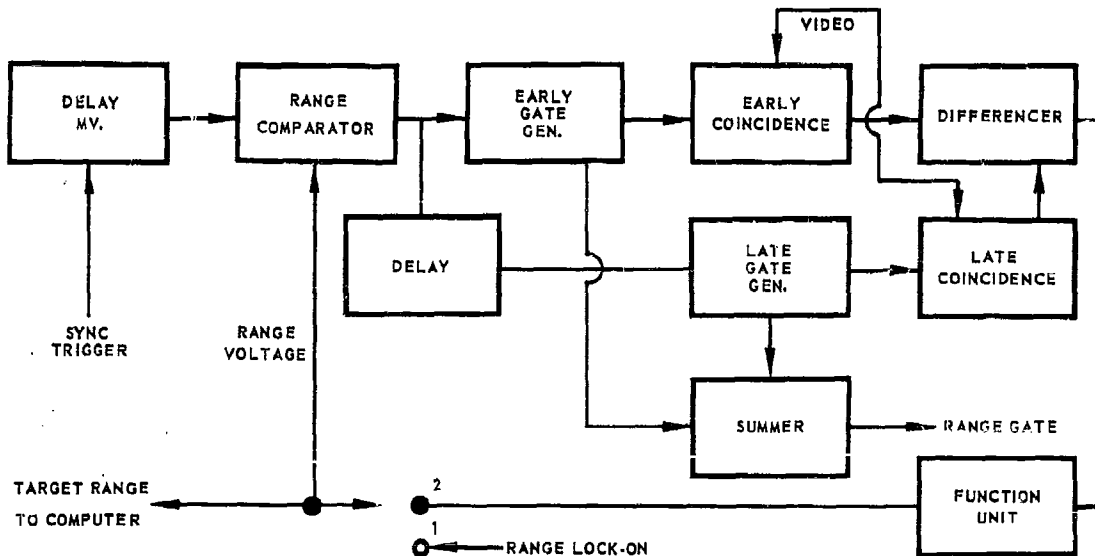 VIDEO
DELAY
MV.
RANGE
COMPARATOR
EARLY
GATE
GEN.
EARLY
COINCIDENCE
DIFFERENCER
DELAY
LATE
GATE
GEN.
LATE
COINCIDENCE
SYNC
TRIGGER
RANGE
VOLTAGE
SUMMER
RANGE GATE
TARGET RANGE
TO COMPUTER
2
1
RANGE LOCK-ON
FUNCTION
UNIT